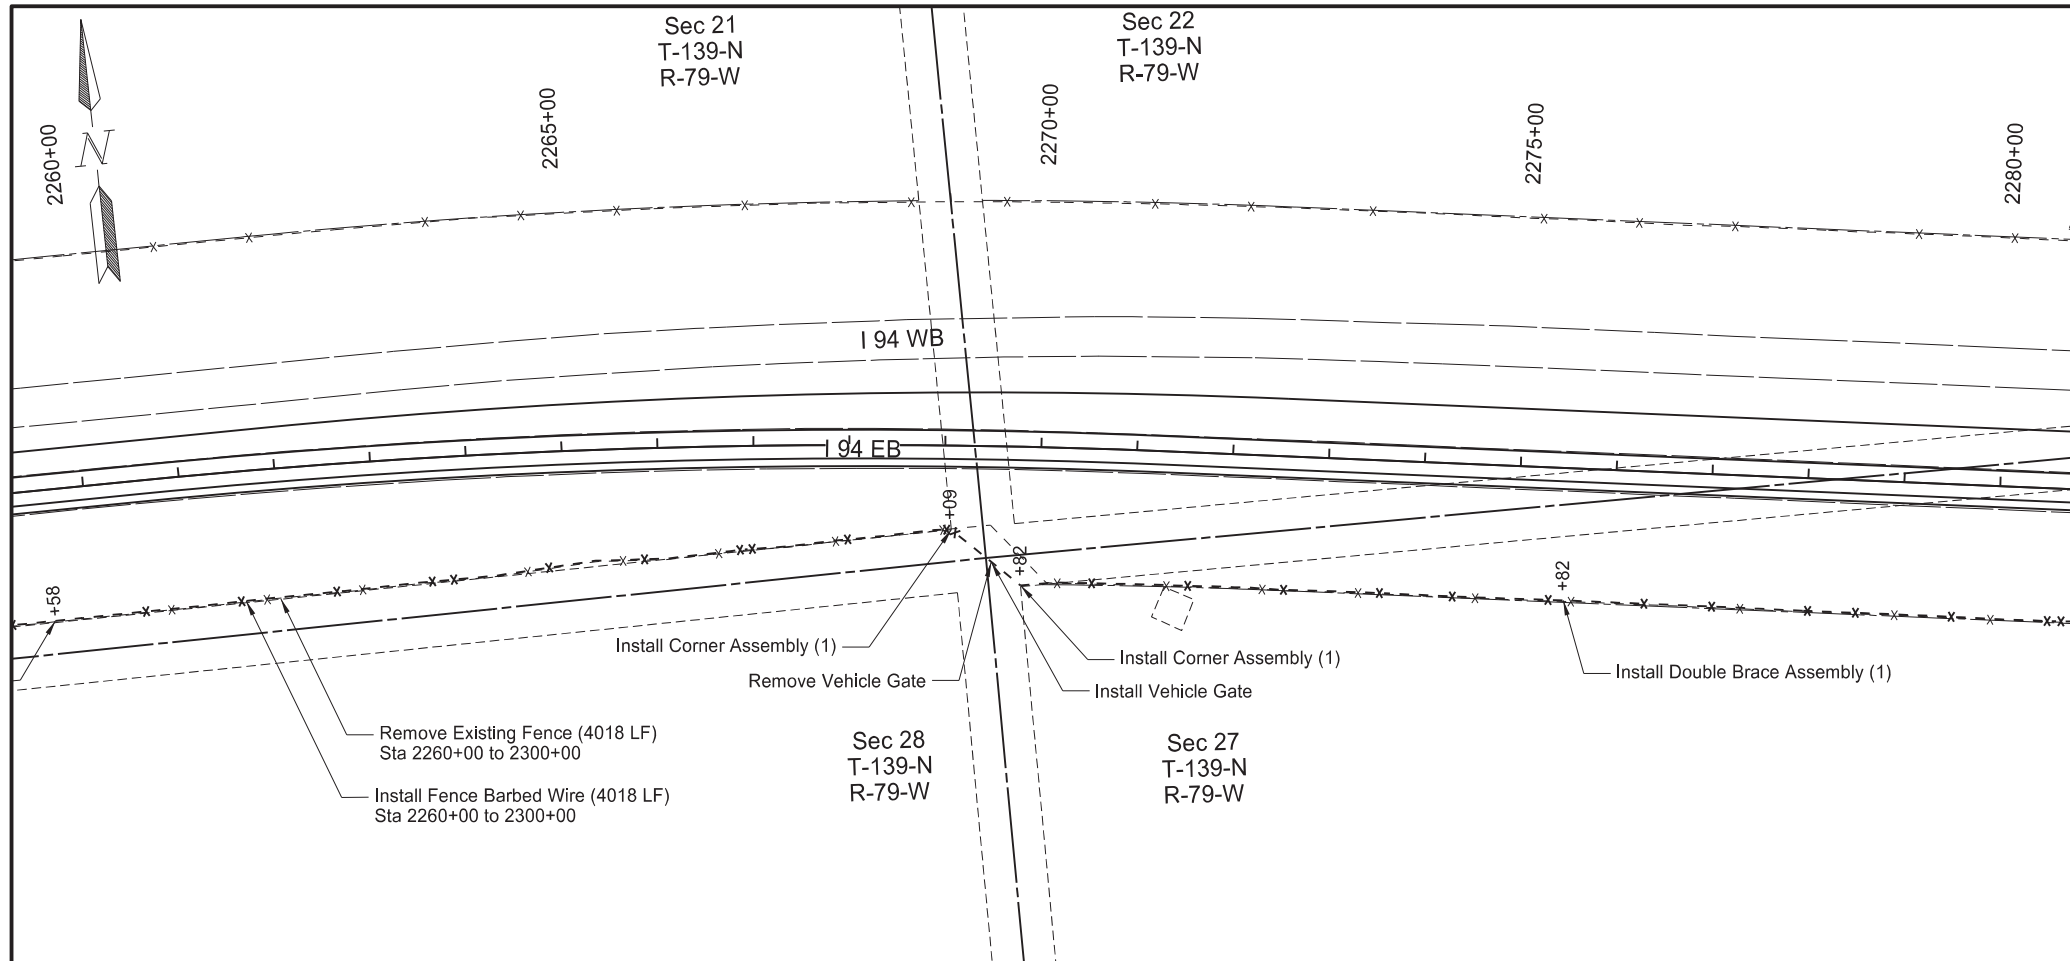 Sec 21
T-139-N
R-79-W
Sec 22
T-139-N
R-79-W
N
2260+00
2265+00
2270+00
2275+00
2280+00
I 94 WB
I 94 EB
+58
+09
+82
+82
Install Corner Assembly (1)
Remove Vehicle Gate
Install Corner Assembly (1)
Install Vehicle Gate
Install Double Brace Assembly (1)
Remove Existing Fence (4018 LF)
Sta 2260+00 to 2300+00
Install Fence Barbed Wire (4018 LF)
Sta 2260+00 to 2300+00
Sec 28
T-139-N
R-79-W
Sec 27
T-139-N
R-79-W